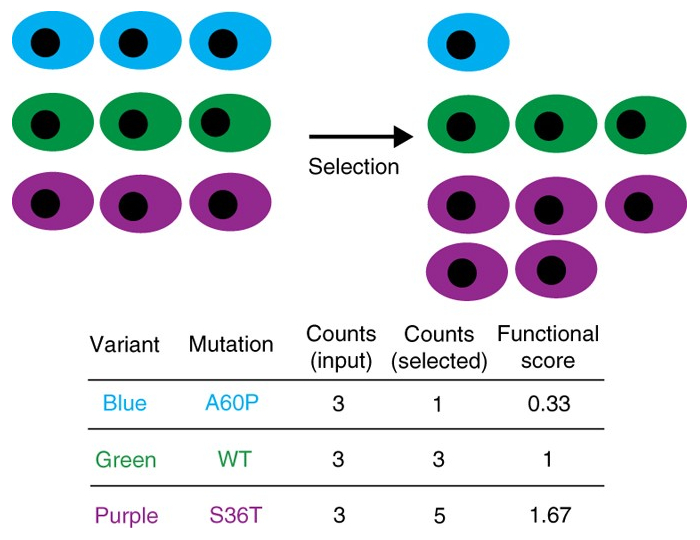 Selection
Variant Mutation Counts (input) Counts (selected) Functional score
Blue A60P 3 1 0.33
Green WT 3 3 1
Purple S36T 3 5 1.67